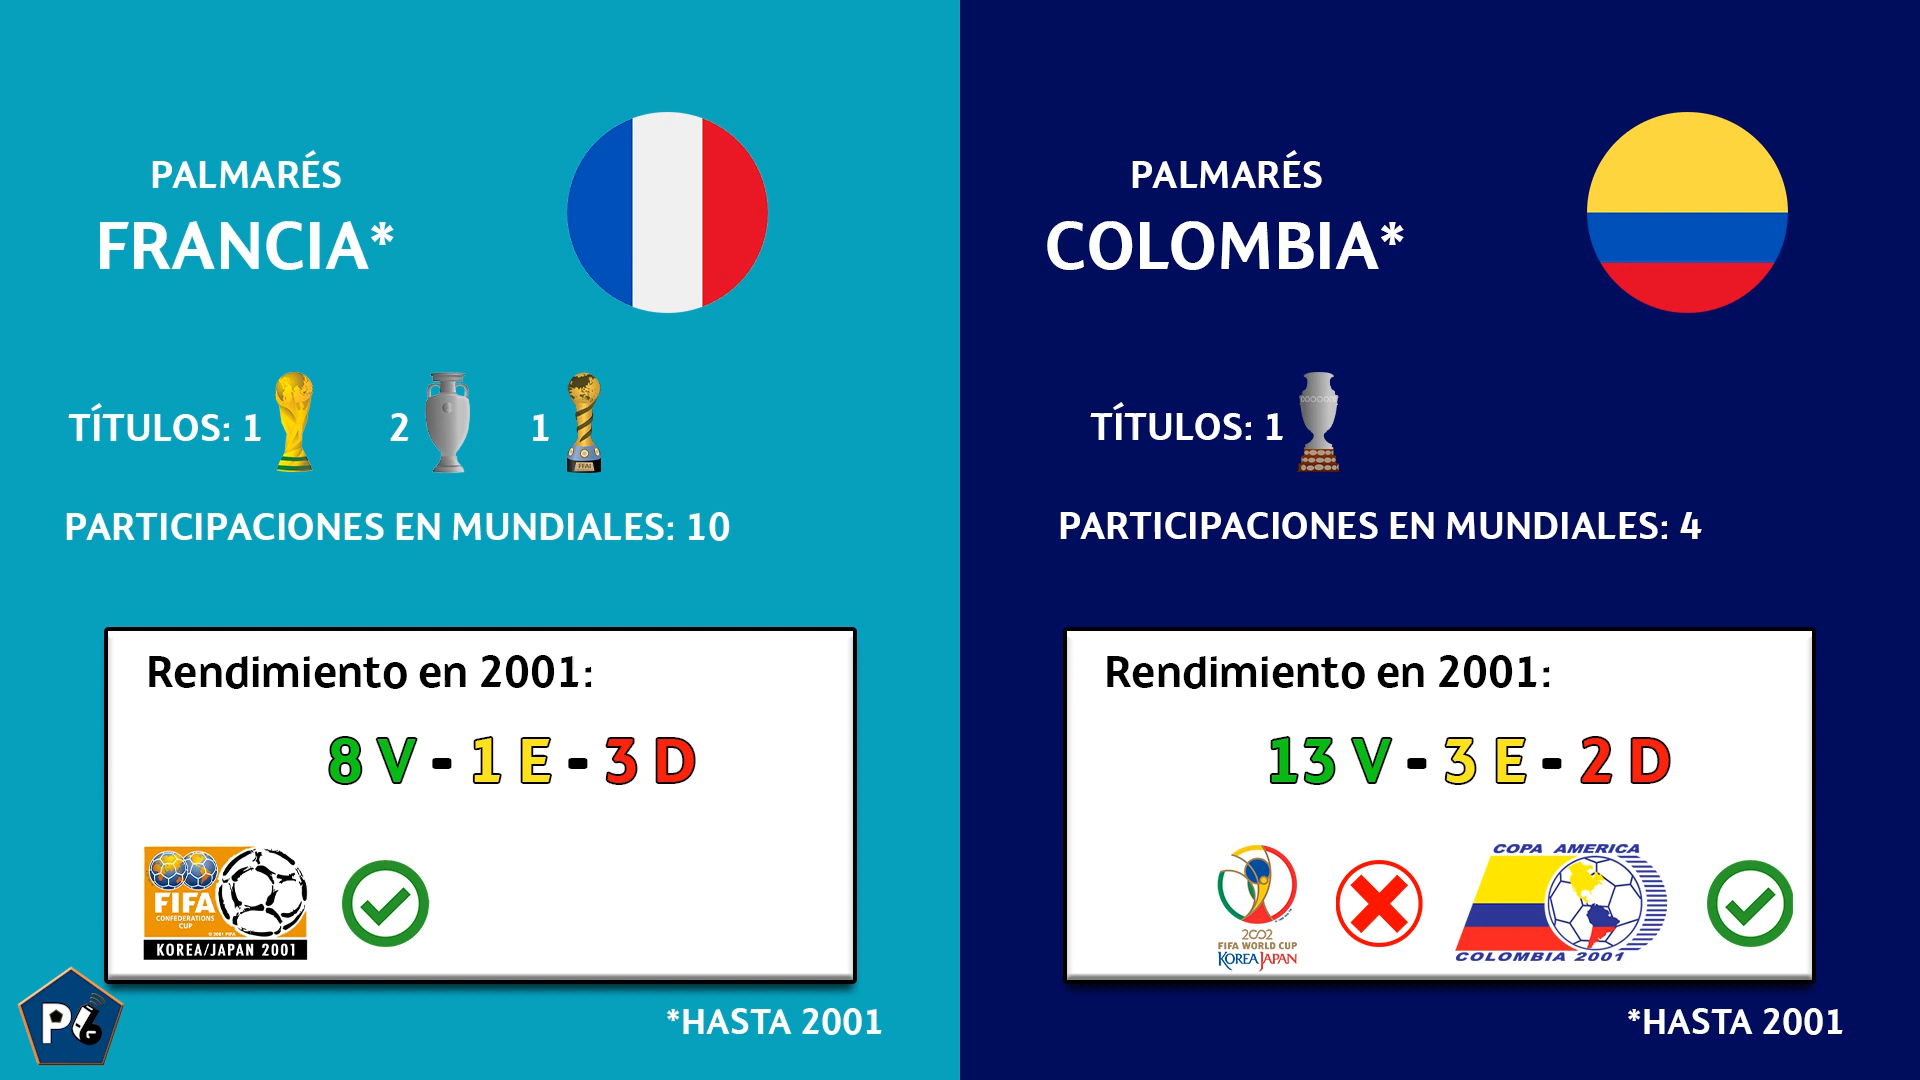 PALMARÉS
FRANCIA*
TÍTULOS: 1 2 1
PARTICIPACIONES EN MUNDIALES: 10
Rendimiento en 2001:
8 V - 1 E - 3 D
FIFA
CONFEDERATIONS
CUP
KOREA/JAPAN 2001
*HASTA 2001
P6
PALMARÉS
COLOMBIA*
TÍTULOS: 1
PARTICIPACIONES EN MUNDIALES: 4
Rendimiento en 2001:
13 V - 3 E - 2 D
2002
FIFA WORLD CUP
KOREA JAPAN
COPA AMERICA
COLOMBIA 2001
*HASTA 2001